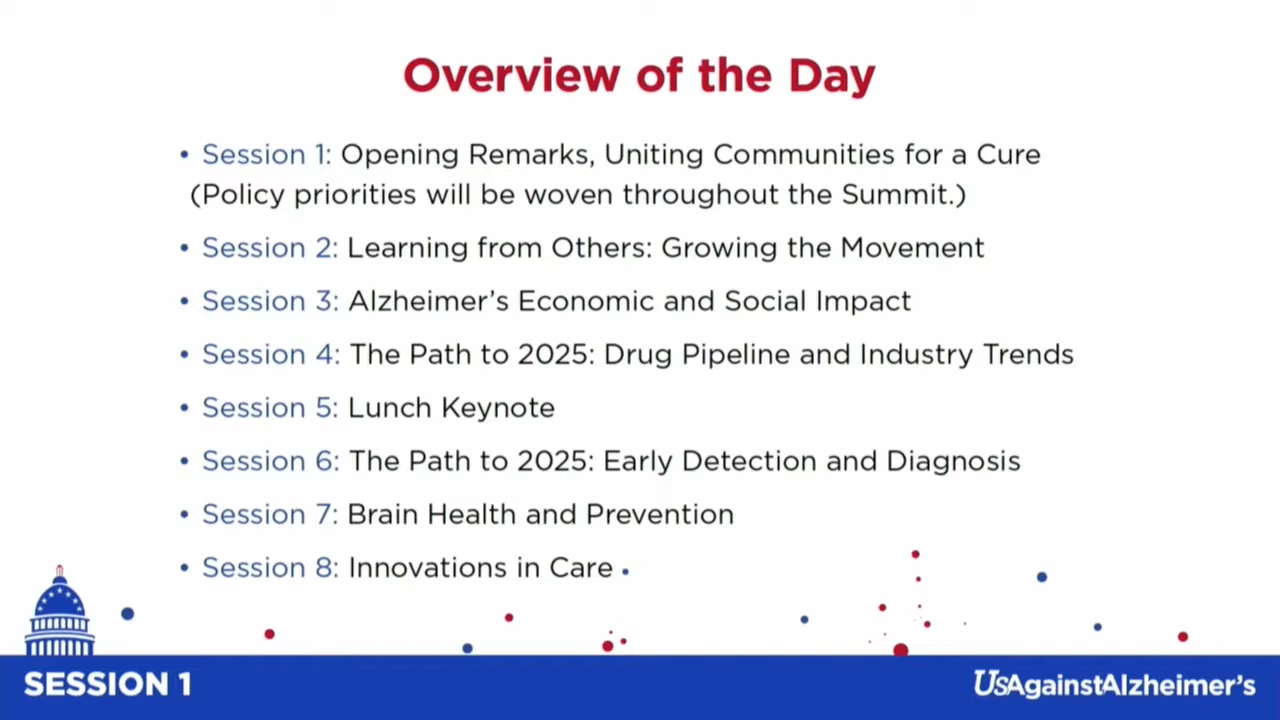 Overview of the Day
• Session 1: Opening Remarks, Uniting Communities for a Cure
(Policy priorities will be woven throughout the Summit.)
• Session 2: Learning from Others: Growing the Movement
• Session 3: Alzheimer’s Economic and Social Impact
• Session 4: The Path to 2025: Drug Pipeline and Industry Trends
• Session 5: Lunch Keynote
• Session 6: The Path to 2025: Early Detection and Diagnosis
• Session 7: Brain Health and Prevention
• Session 8: Innovations in Care
SESSION 1
UsAgainstAlzheimer’s